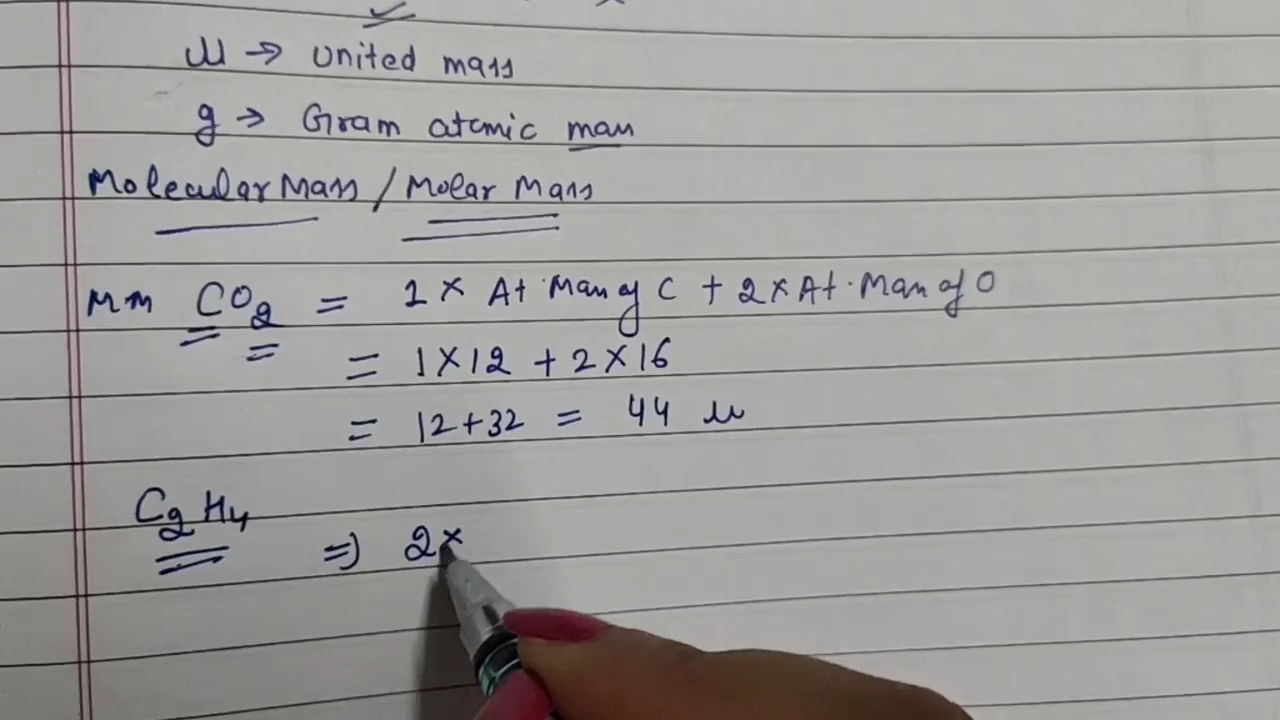 u → United mass
g → Gram atomic mass
Molecular Mass / Molar Mass
Mm CO2 = 1 × At. Mass of C + 2 × At. Mass of O
= 1 × 12 + 2 × 16
= 12 + 32 = 44 u
C2H4 ⇒ 2 ×